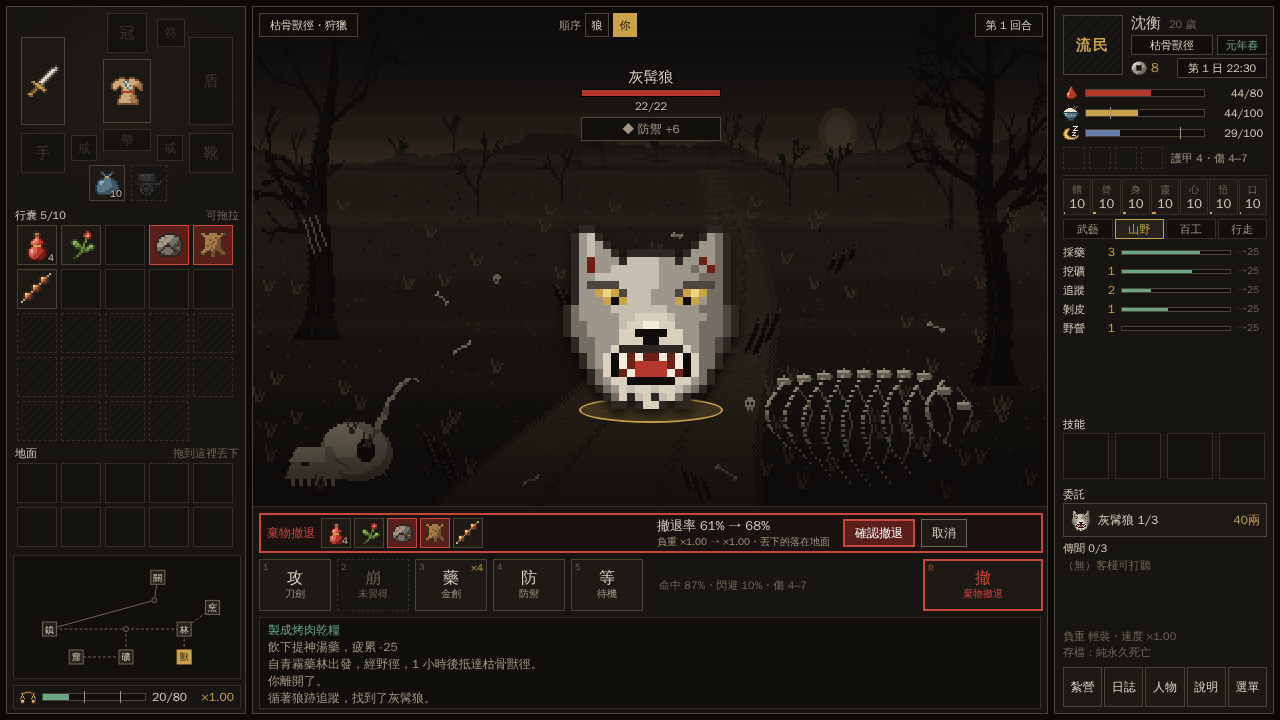 冠
符
盾
手
戒
帶
戒
靴
10
行囊 5/10
可拖拉
4
地面
拖到這裡丟下
關
窯
鎮
林
窟
礦
獸
20/80
×1.00
枯骨獸徑・狩獵
順序
狼
你
第 1 回合
灰髯狼
22/22
◆ 防禦 +6
棄物撤退
4
撤退率 61% → 68%
負重 ×1.00 → ×1.00・丟下的落在地面
確認撤退
取消
1
攻
刀劍
2
崩
未習得
3
×4
藥
金創
4
防
防禦
5
等
待機
命中 87%・閃避 10%・傷 4–7
R
撤
棄物撤退
製成烤肉乾糧
飲下提神湯藥，疲累 -25
自青霧藥林出發，經野徑，1 小時後抵達枯骨獸徑。
你離開了。
循著狼跡追蹤，找到了灰髯狼。
流民
沈衡
20 歲
枯骨獸徑
元年春
8
第 1 日 22:30
44/80
44/100
29/100
護甲 4・傷 4–7
體
臂
身
靈
心
悟
口
10
10
10
10
10
10
10
武藝
山野
百工
行走
採藥
3
→25
挖礦
1
→25
追蹤
2
→25
剝皮
1
→25
野營
1
→25
技能
委託
灰髯狼 1/3
40兩
傳聞 0/3
（無）客棧可打聽
負重 輕裝・速度 ×1.00
存檔：純永久死亡
紮營
日誌
人物
說明
選單